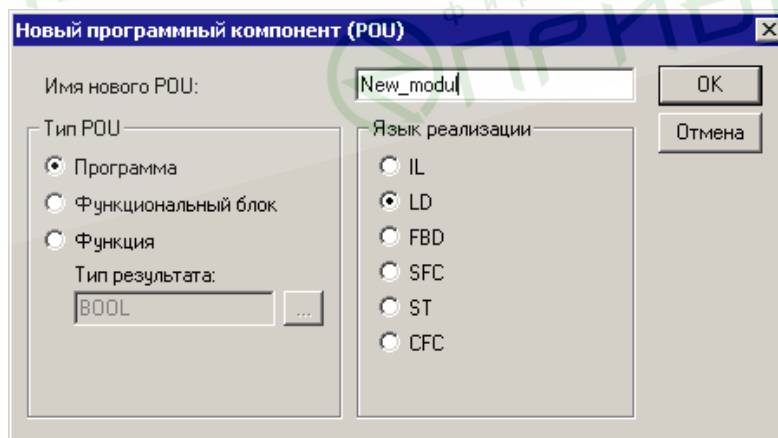 Новый программный компонент (POU)
Имя нового POU:
New_modul
OK
Отмена
Тип POU
Программа
Функциональный блок
Функция
Тип результата:
BOOL
...
Язык реализации
IL
LD
FBD
SFC
ST
CFC